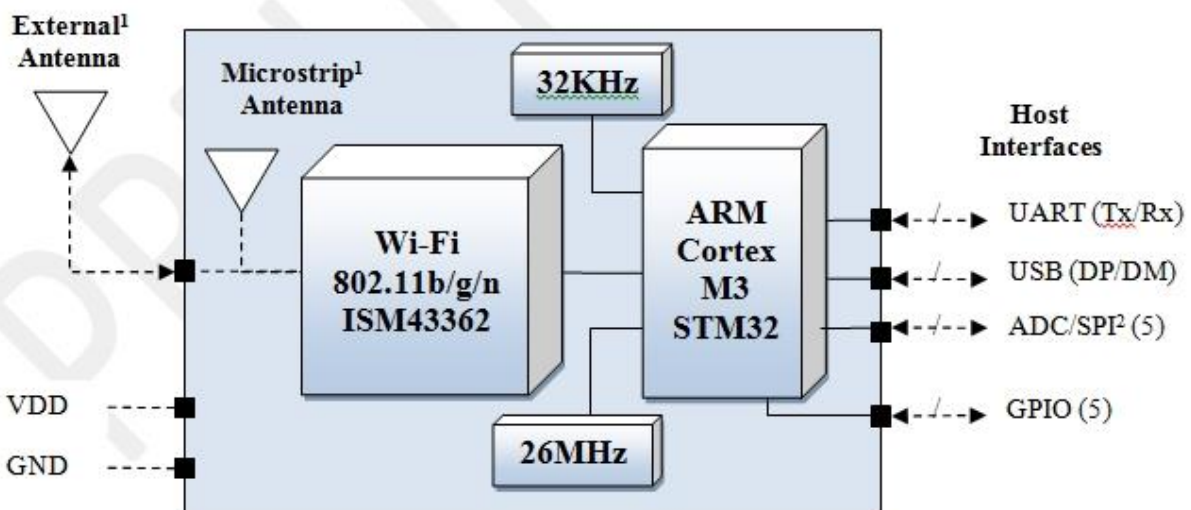 External¹
Antenna
Microstrip¹
Antenna
32KHz
Host
Interfaces
Wi-Fi
802.11b/g/n
ISM43362
ARM
Cortex
M3
STM32
UART (Tx/Rx)
USB (DP/DM)
ADC/SPI² (5)
GPIO (5)
VDD
GND
26MHz